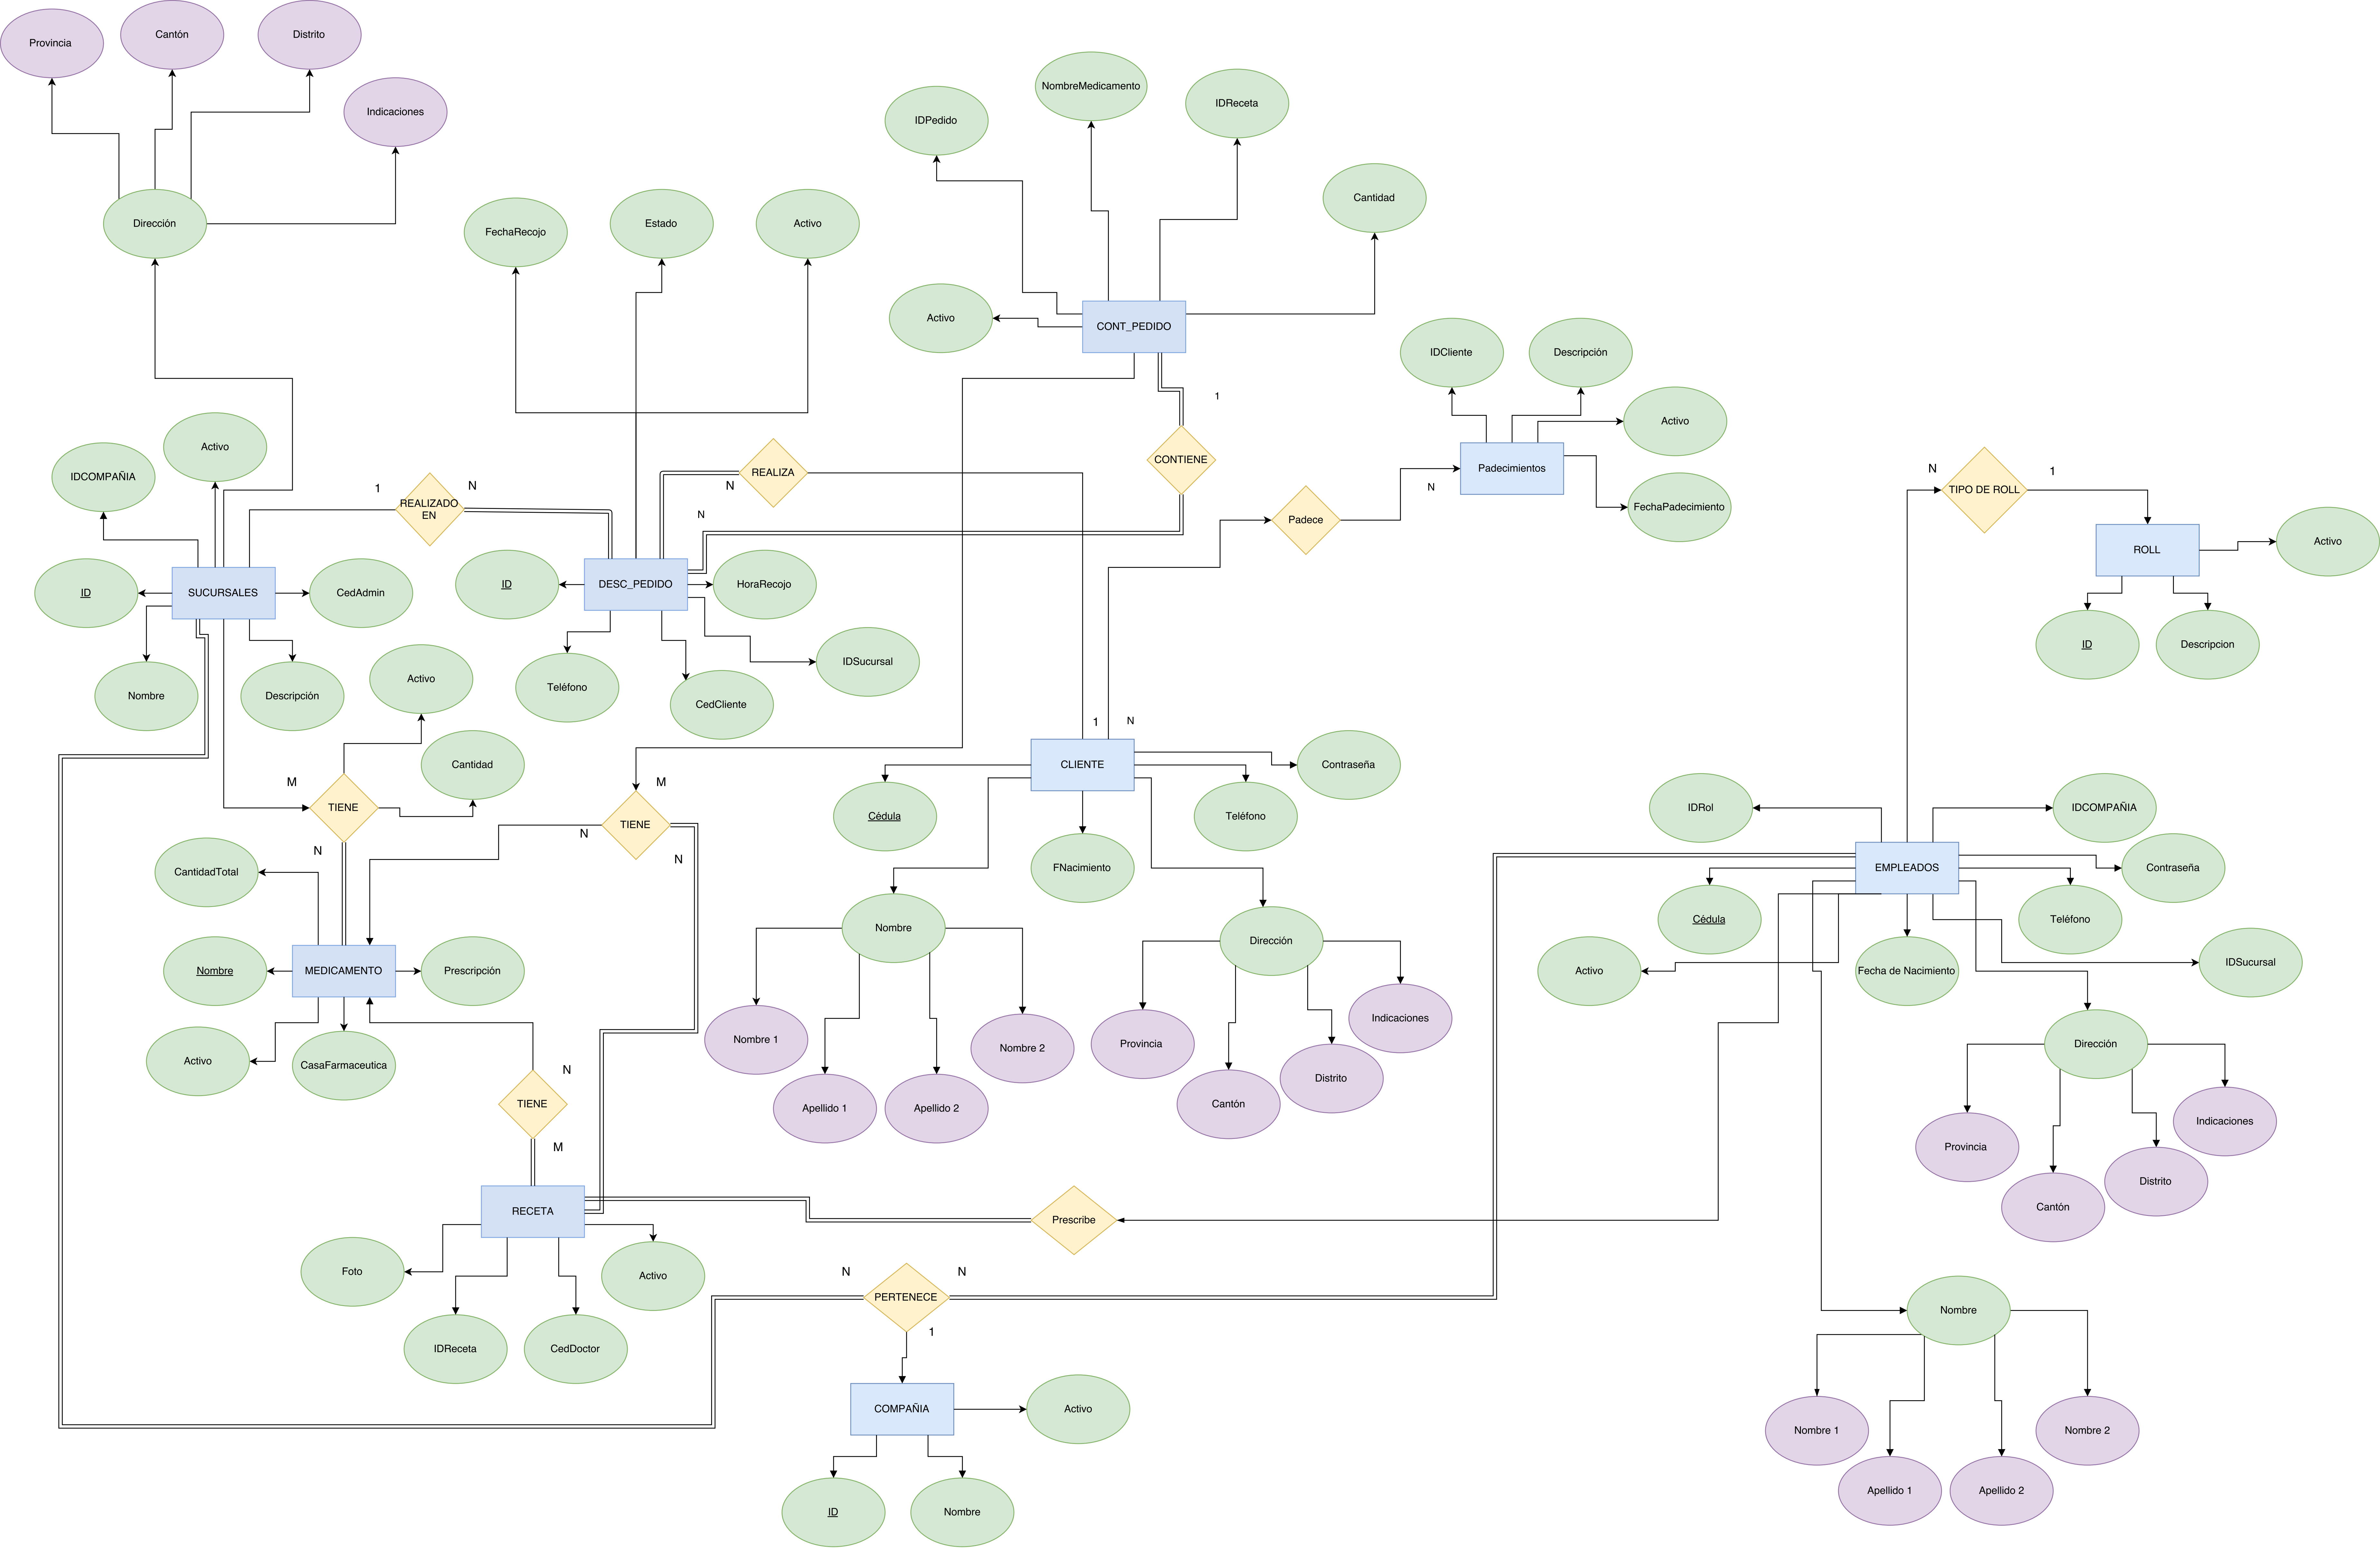 Provincia
Cantón
Distrito
Indicaciones
Dirección
FechaRecojo
Estado
Activo
IDPedido
NombreMedicamento
IDReceta
Cantidad
Activo
CONT_PEDIDO
1
CONTIENE
IDCliente
Descripción
Activo
Padecimientos
FechaPadecimiento
N
Padece
IDCOMPAÑIA
Activo
1
REALIZADO
EN
N
REALIZA
N
N
ID
SUCURSALES
CedAdmin
Nombre
Descripción
ID
DESC_PEDIDO
HoraRecojo
Teléfono
CedCliente
IDSucursal
N
TIPO DE ROLL
1
ROLL
Activo
ID
Descripcion
Activo
Cantidad
M
TIENE
N
M
TIENE
N
N
1
N
CLIENTE
Contraseña
Cédula
Teléfono
FNacimiento
Nombre
Dirección
Nombre 1
Apellido 1
Apellido 2
Nombre 2
Provincia
Cantón
Distrito
Indicaciones
CantidadTotal
Nombre
MEDICAMENTO
Prescripción
Activo
CasaFarmaceutica
N
TIENE
M
RECETA
Foto
IDReceta
CedDoctor
Activo
Prescribe
N
PERTENECE
N
1
COMPAÑIA
Activo
ID
Nombre
IDRol
IDCOMPAÑIA
EMPLEADOS
Contraseña
Cédula
Teléfono
Activo
Fecha de Nacimiento
IDSucursal
Dirección
Provincia
Cantón
Distrito
Indicaciones
Nombre
Nombre 1
Apellido 1
Apellido 2
Nombre 2